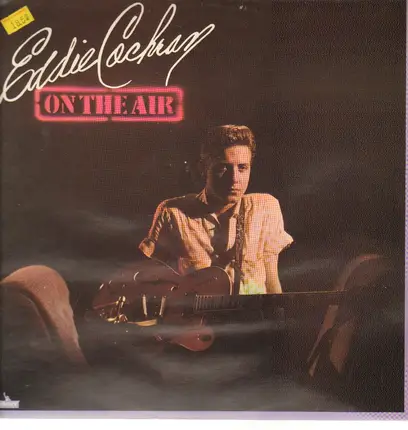 Eddie Cochran
ON THE AIR